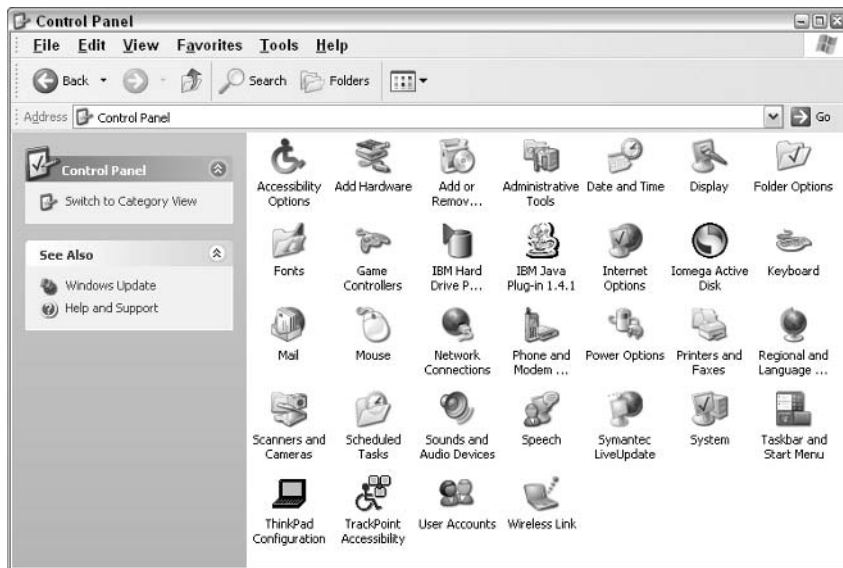 Control Panel
File Edit View Favorites Tools Help
Back Search Folders
Address Control Panel Go
Control Panel
Switch to Category View
See Also
Windows Update
Help and Support
Accessibility Options
Add Hardware
Add or Remov...
Administrative Tools
Date and Time
Display
Folder Options
Fonts
Game Controllers
IBM Hard Drive P...
IBM Java Plug-in 1.4.1
Internet Options
Iomega Active Disk
Keyboard
Mail
Mouse
Network Connections
Phone and Modem ...
Power Options
Printers and Faxes
Regional and Language ...
Scanners and Cameras
Scheduled Tasks
Sounds and Audio Devices
Speech
Symantec LiveUpdate
System
Taskbar and Start Menu
ThinkPad Configuration
TrackPoint Accessibility
User Accounts
Wireless Link